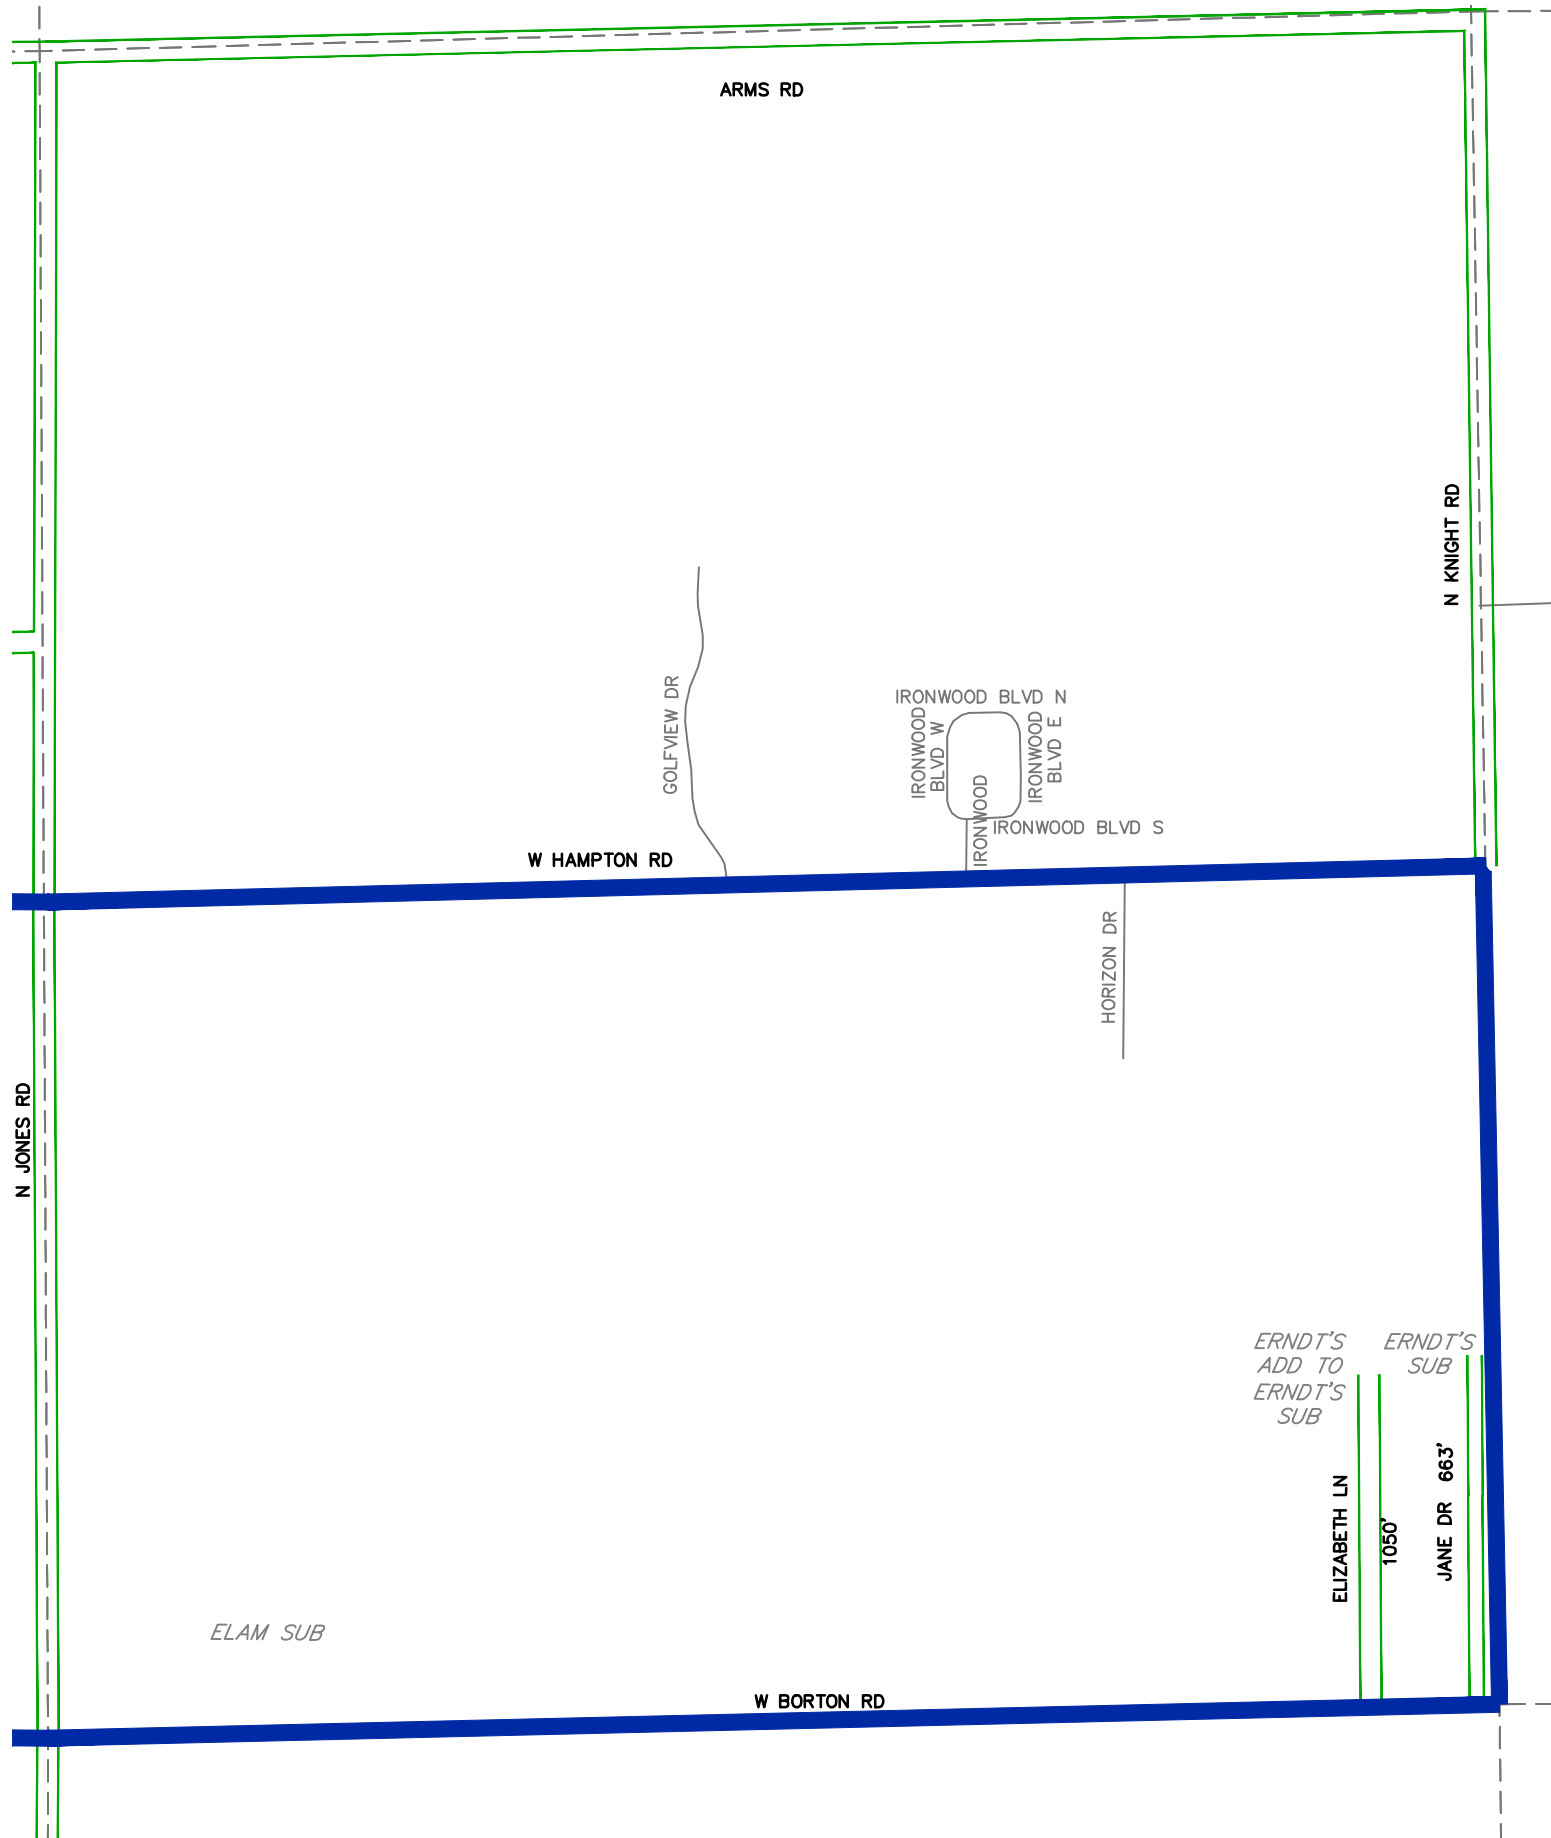 ARMS RD
N KNIGHT RD
GOLFVIEW DR
IRONWOOD BLVD N
IRONWOOD
BLVD W
IRONWOOD
BLVD E
IRONWOOD
IRONWOOD BLVD S
W HAMPTON RD
HORIZON DR
N JONES RD
ERNDT'S
ADD TO
ERNDT'S
SUB
ERNDT'S
SUB
ELIZABETH LN
1050'
JANE DR 663'
ELAM SUB
W BORTON RD